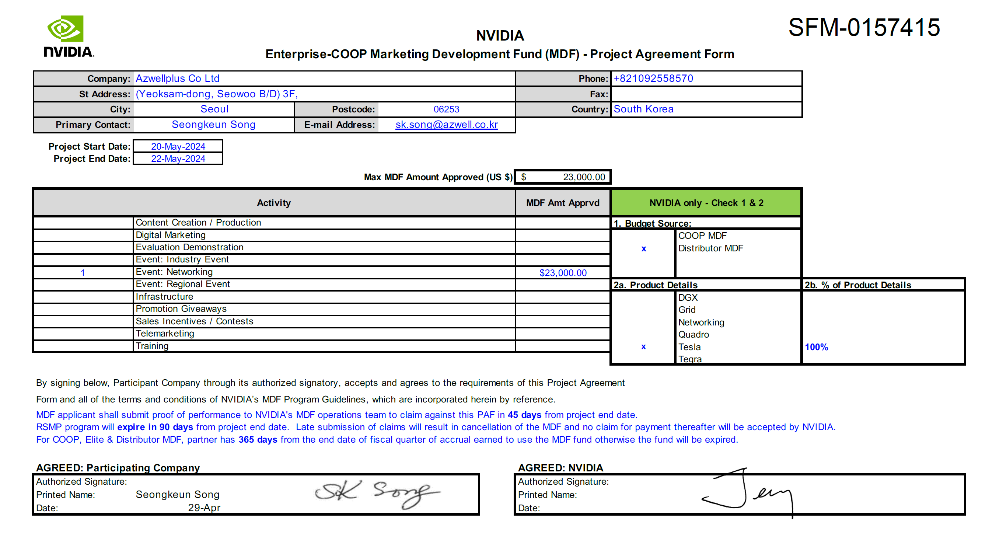 NVIDIA.
NVIDIA
SFM-0157415
Enterprise-COOP Marketing Development Fund (MDF) - Project Agreement Form
Company: Azwellplus Co Ltd Phone: +821092558570
St Address: (Yeoksam-dong, Seowoo B/D) 3F, Fax:
City: Seoul Postcode: 06253 Country: South Korea
Primary Contact: Seongkeun Song E-mail Address: sk.song@azwell.co.kr
Project Start Date: 20-May-2024
Project End Date: 22-May-2024
Max MDF Amount Approved (US $) $ 23,000.00
Activity MDF Amt Apprvd NVIDIA only - Check 1 & 2
Content Creation / Production 1. Budget Source:
Digital Marketing COOP MDF
Evaluation Demonstration x Distributor MDF
Event: Industry Event
1 Event: Networking $23,000.00
Event: Regional Event 2a. Product Details 2b. % of Product Details
Infrastructure DGX
Promotion Giveaways Grid
Sales Incentives / Contests Networking
Telemarketing Quadro
Training x Tesla 100%
Tegra
By signing below, Participant Company through its authorized signatory, accepts and agrees to the requirements of this Project Agreement
Form and all of the terms and conditions of NVIDIA's MDF Program Guidelines, which are incorporated herein by reference.
MDF applicant shall submit proof of performance to NVIDIA's MDF operations team to claim against this PAF in 45 days from project end date.
RSMP program will expire in 90 days from project end date. Late submission of claims will result in cancellation of the MDF and no claim for payment thereafter will be accepted by NVIDIA.
For COOP, Elite & Distributor MDF, partner has 365 days from the end date of fiscal quarter of accrual earned to use the MDF fund otherwise the fund will be expired.
AGREED: Participating Company AGREED: NVIDIA
Authorized Signature: SK Song Authorized Signature:
Printed Name: Seongkeun Song Printed Name:
Date: 29-Apr Date: